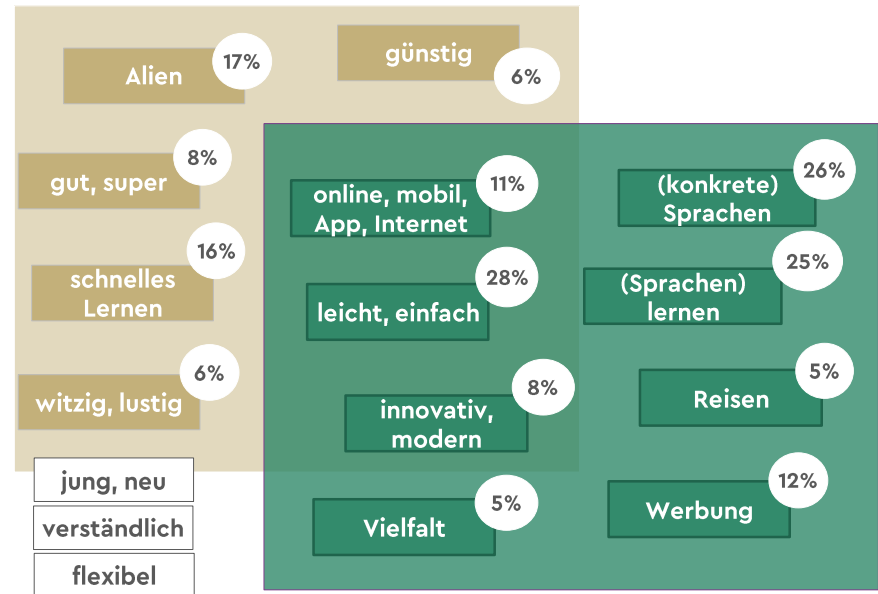 Alien
17%
günstig
6%
gut, super
8%
schnelles
Lernen
16%
witzig, lustig
6%
jung, neu
verständlich
flexibel
online, mobil,
App, Internet
11%
leicht, einfach
28%
innovativ,
modern
8%
Vielfalt
5%
(konkrete)
Sprachen
26%
(Sprachen)
lernen
25%
Reisen
5%
Werbung
12%